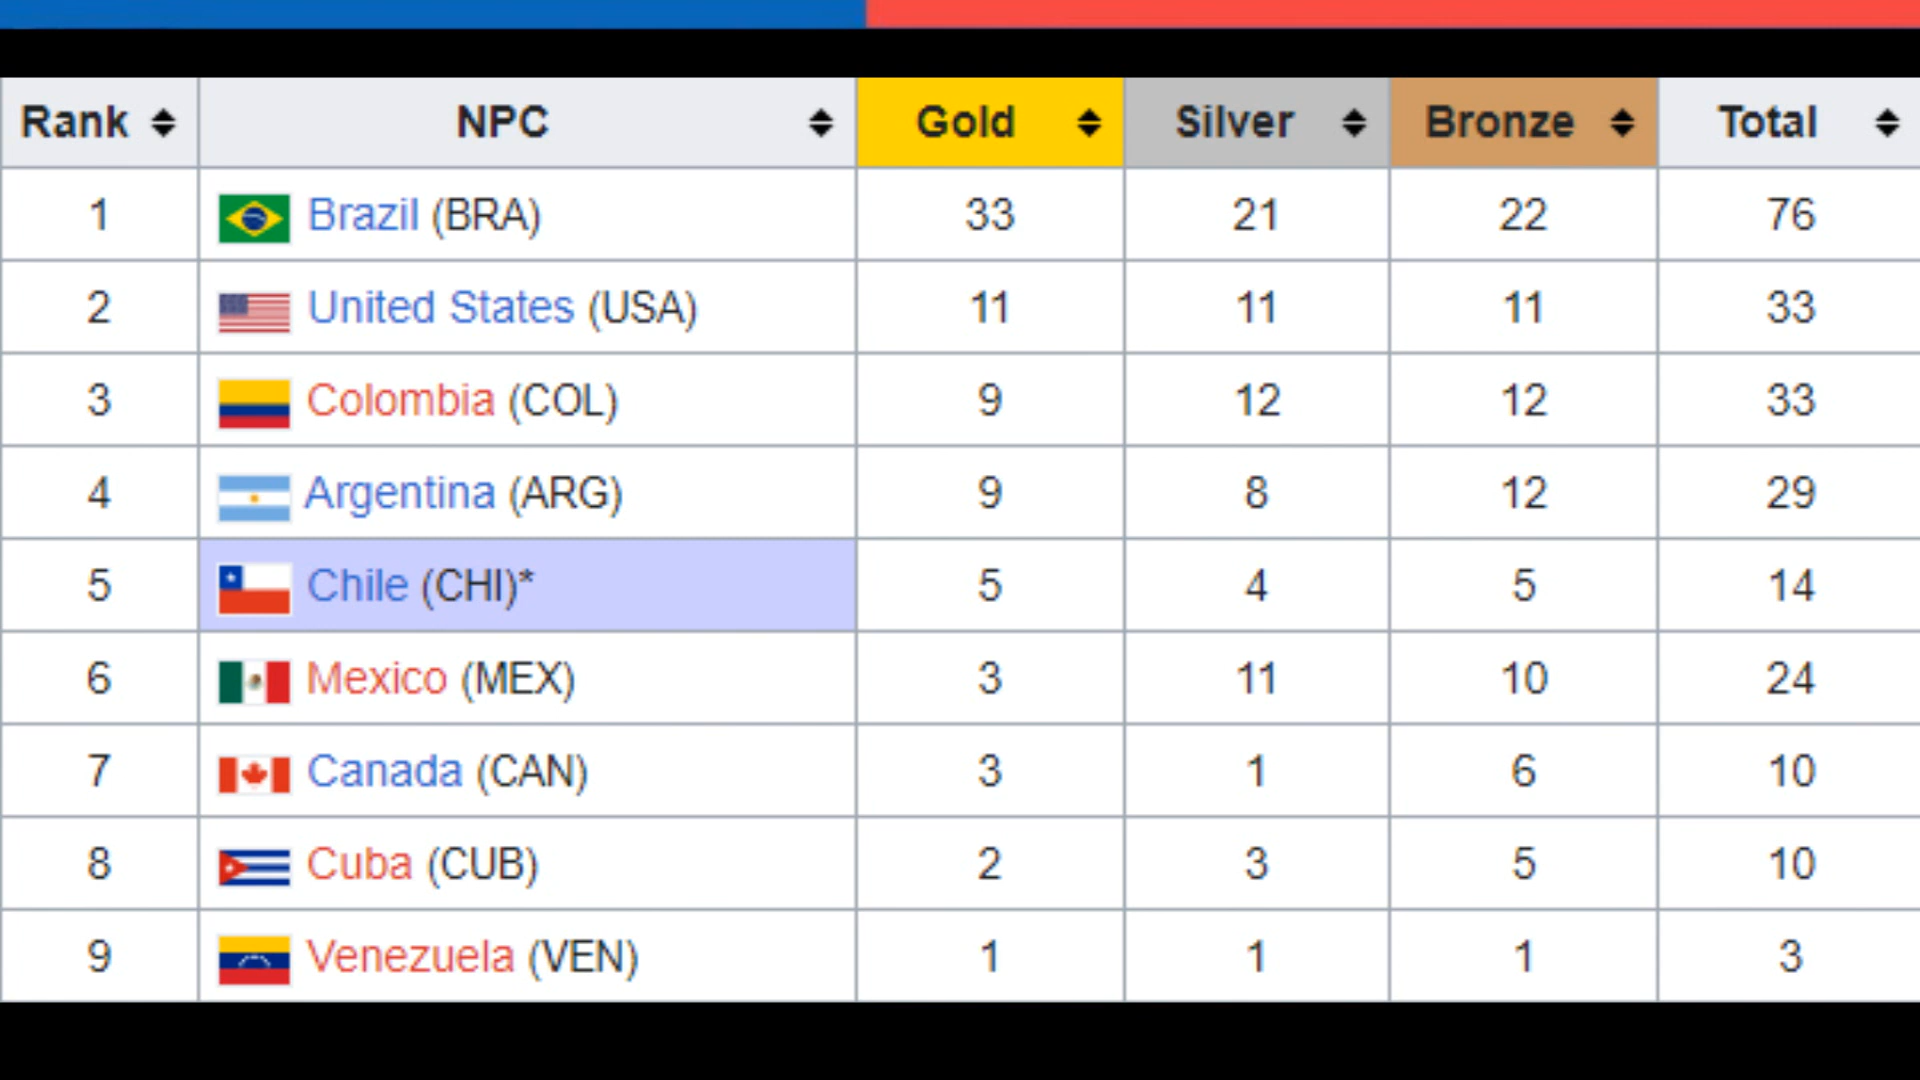 Rank NPC Gold Silver Bronze Total
1 Brazil (BRA) 33 21 22 76
2 United States (USA) 11 11 11 33
3 Colombia (COL) 9 12 12 33
4 Argentina (ARG) 9 8 12 29
5 Chile (CHI)* 5 4 5 14
6 Mexico (MEX) 3 11 10 24
7 Canada (CAN) 3 1 6 10
8 Cuba (CUB) 2 3 5 10
9 Venezuela (VEN) 1 1 1 3